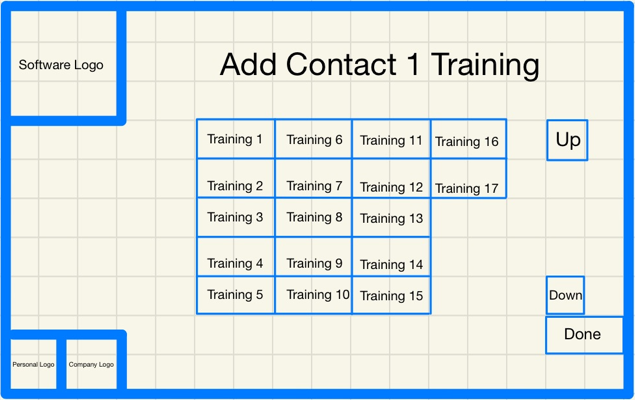 Software Logo
Add Contact 1 Training
Training 1 Training 6 Training 11 Training 16
Up
Training 2 Training 7 Training 12 Training 17
Training 3 Training 8 Training 13
Training 4 Training 9 Training 14
Training 5 Training 10 Training 15
Down
Done
Personal Logo Company Logo